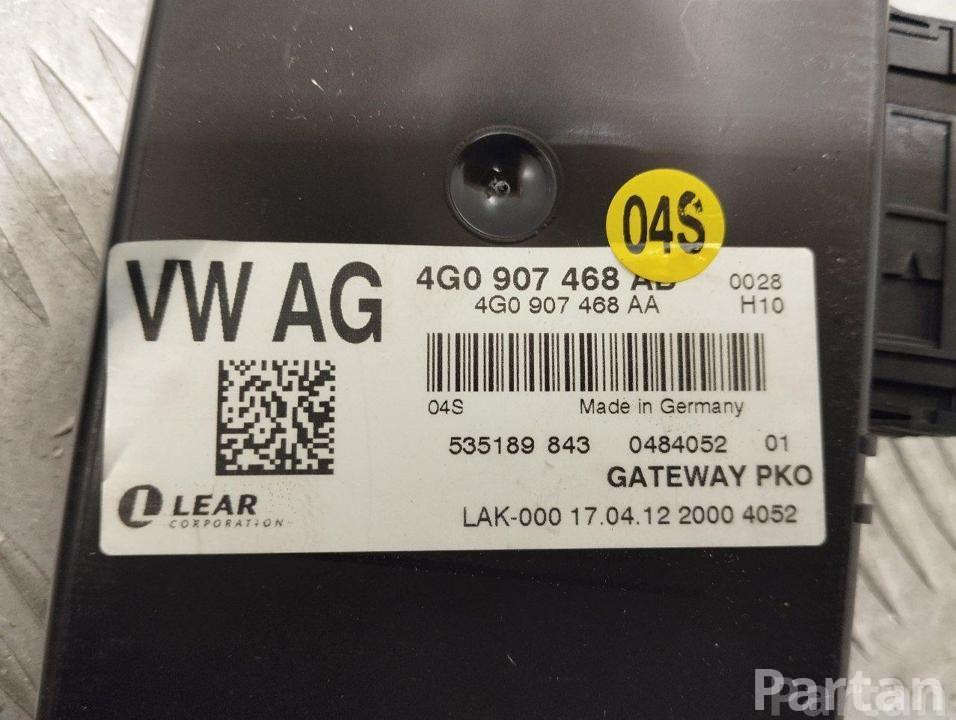 04S
VW AG
4G0 907 468
0028
4G0 907 468 AA
H10
04S
Made in Germany
535189 843 0484052 01
GATEWAY PKO
LEAR
CORPORATION
LAK-000 17.04.12 2000 4052
Partan
Partan